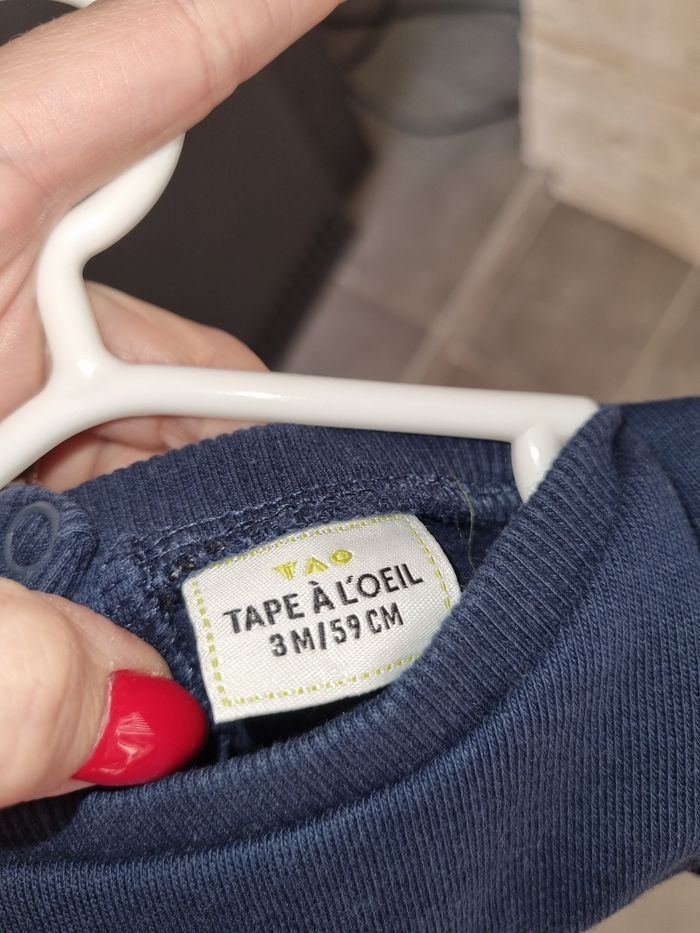 TAO
TAPE À L'OEIL
3M/59CM